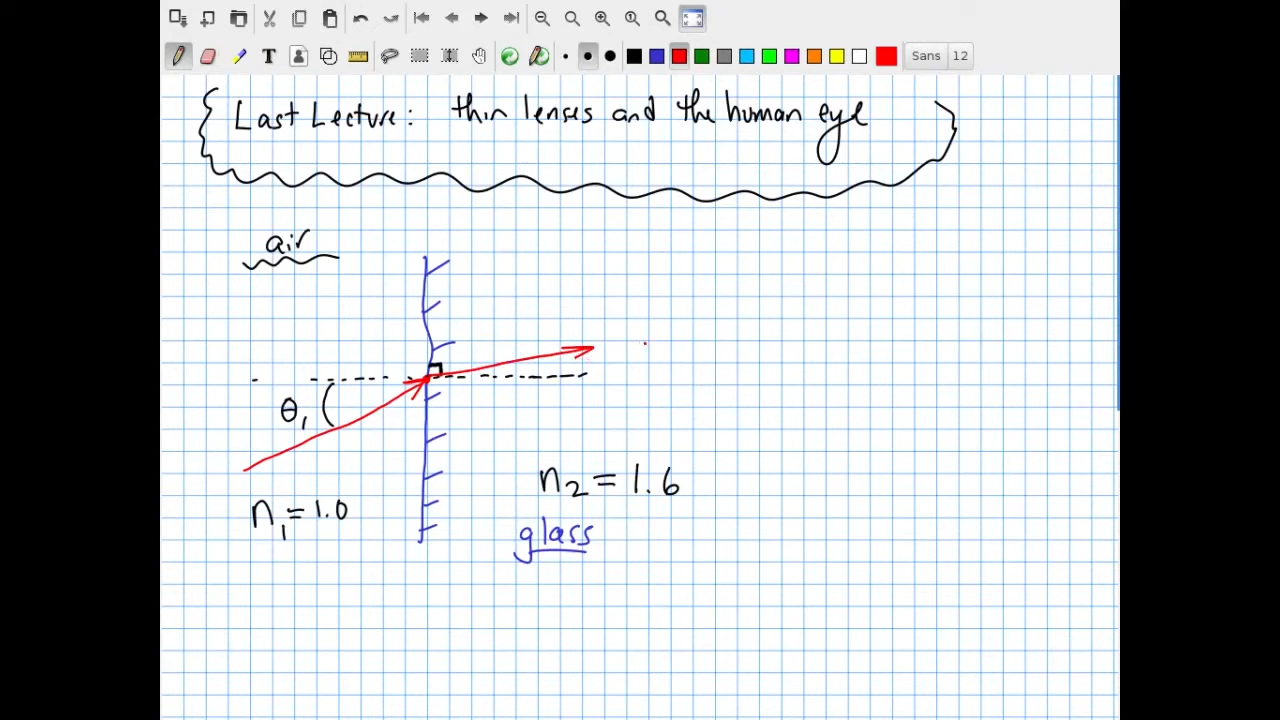 Sans 12
Last Lecture: thin lenses and the human eye
air
θ₁
n₁ = 1.0
n₂ = 1.6
glass